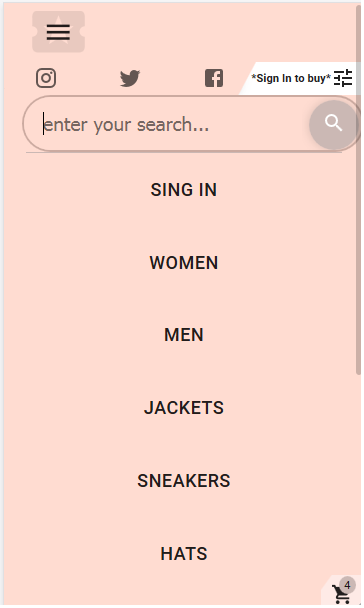 *Sign In to buy*
enter your search...
SING IN
WOMEN
MEN
JACKETS
SNEAKERS
HATS
4